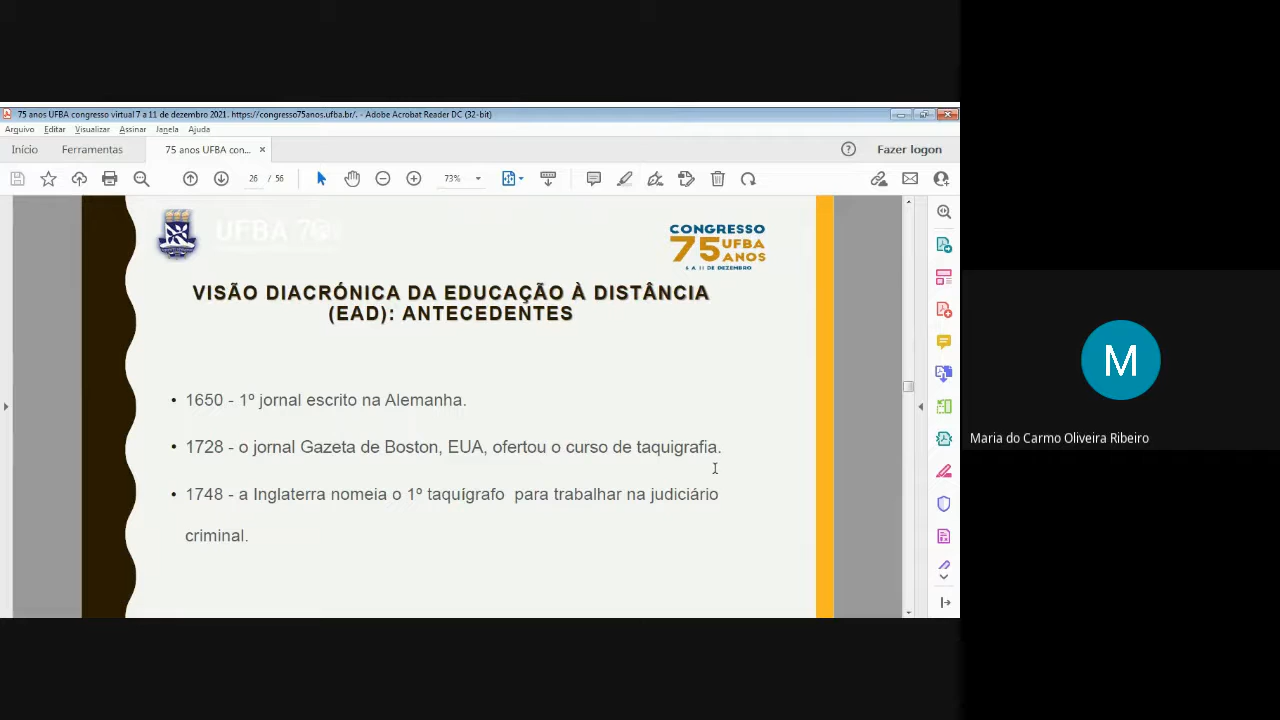 75 anos UFBA congresso virtual 7 a 11 de dezembro 2021. https://congresso75anos.ufba.br/. - Adobe Acrobat Reader DC (32-bit)
Arquivo Editar Visualizar Assinar Janela Ajuda
Início Ferramentas 75 anos UFBA con... × Fazer logon
26 / 56 73%
UFBA
CONGRESSO
75 UFBA
ANOS
6 A 11 DE DEZEMBRO
VISÃO DIACRÓNICA DA EDUCAÇÃO À DISTÂNCIA
(EAD): ANTECEDENTES
• 1650 - 1º jornal escrito na Alemanha.
• 1728 - o jornal Gazeta de Boston, EUA, ofertou o curso de taquigrafia.
• 1748 - a Inglaterra nomeia o 1º taquígrafo para trabalhar na judiciário
criminal.
M
Maria do Carmo Oliveira Ribeiro